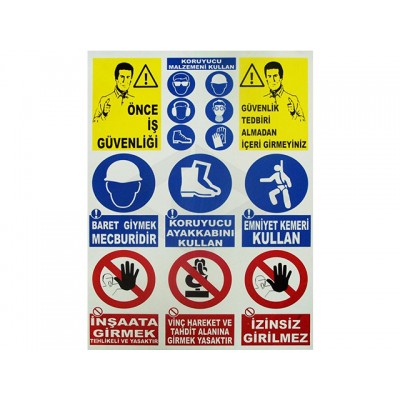 ÖNCE
İŞ
GÜVENLİĞİ
KORUYUCU
MALZEMENİ KULLAN
GÜVENLİK
TEDBİRİ
ALMADAN
İÇERİ GİRMEYİNİZ
BARET GİYMEK
MECBURİDİR
KORUYUCU
AYAKKABINI
KULLAN
EMNİYET KEMERİ
KULLAN
İNŞAATA
GİRMEK
TEHLİKELİ VE YASAKTIR
VİNÇ HAREKET VE
TAHDİT ALANINA
GİRMEK YASAKTIR
İZİNSİZ
GİRİLMEZ